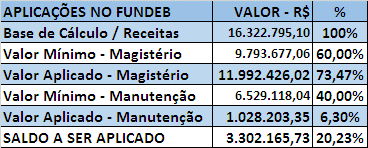 APLICAÇÕES NO FUNDEB VALOR - R$ %
Base de Cálculo / Receitas 16.322.795,10 100%
Valor Mínimo - Magistério 9.793.677,06 60,00%
Valor Aplicado - Magistério 11.992.426,02 73,47%
Valor Mínimo - Manutenção 6.529.118,04 40,00%
Valor Aplicado - Manutenção 1.028.203,35 6,30%
SALDO A SER APLICADO 3.302.165,73 20,23%